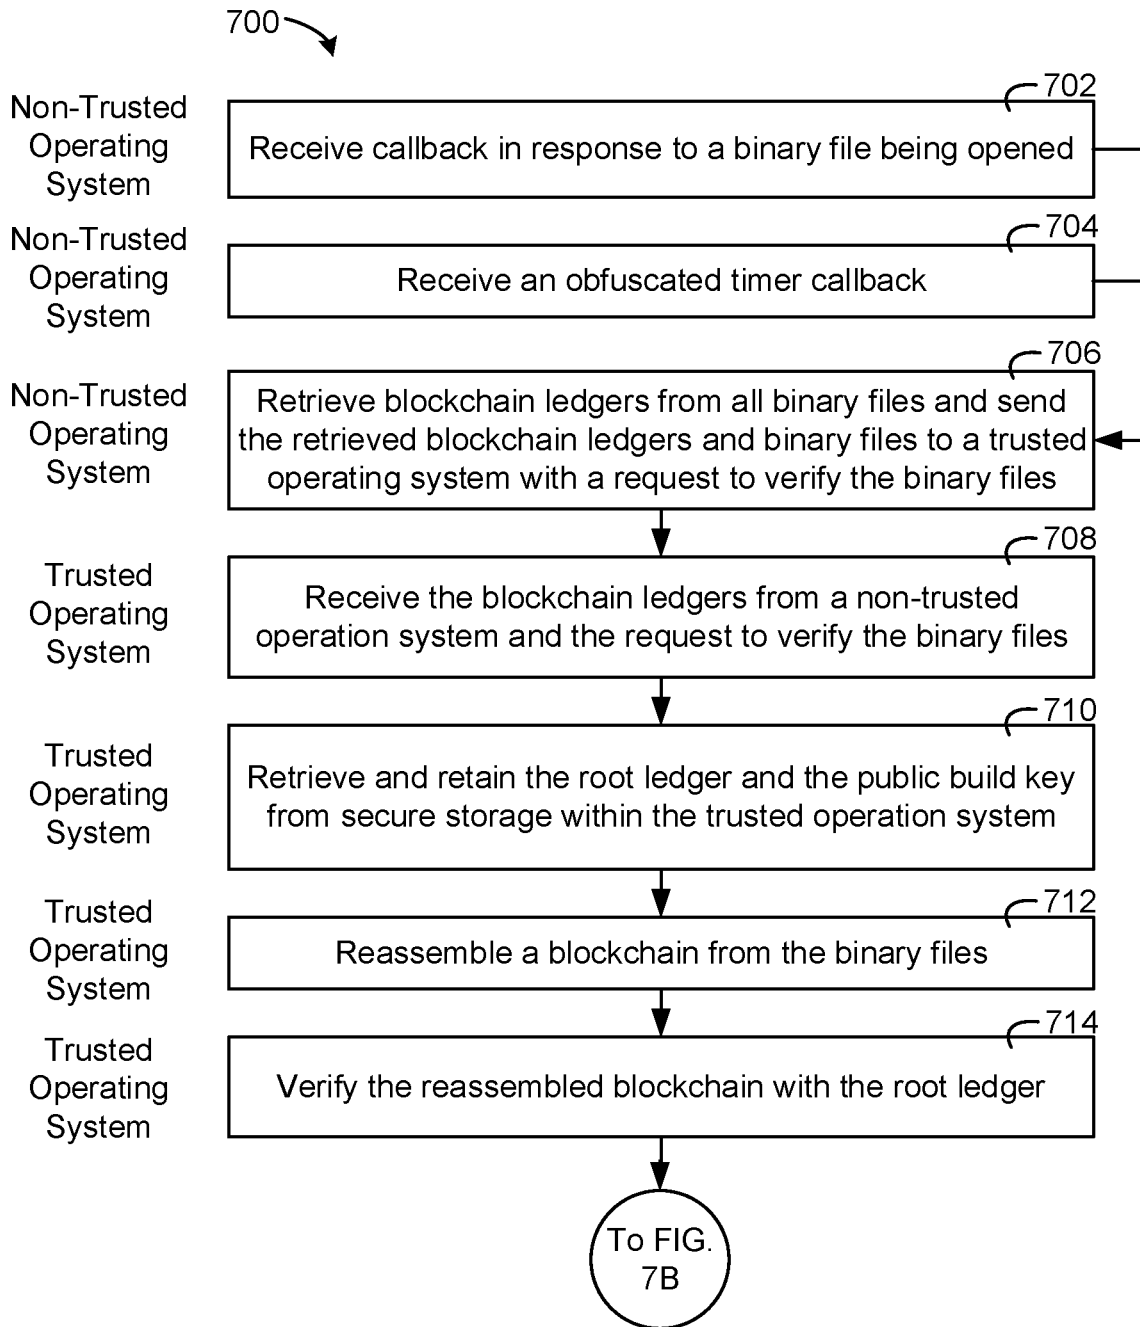 700
702
Non-Trusted
Operating
System
Receive callback in response to a binary file being opened
704
Non-Trusted
Operating
System
Receive an obfuscated timer callback
706
Non-Trusted
Operating
System
Retrieve blockchain ledgers from all binary files and send
the retrieved blockchain ledgers and binary files to a trusted
operating system with a request to verify the binary files
708
Trusted
Operating
System
Receive the blockchain ledgers from a non-trusted
operation system and the request to verify the binary files
710
Trusted
Operating
System
Retrieve and retain the root ledger and the public build key
from secure storage within the trusted operation system
712
Trusted
Operating
System
Reassemble a blockchain from the binary files
714
Trusted
Operating
System
Verify the reassembled blockchain with the root ledger
To FIG.
7B